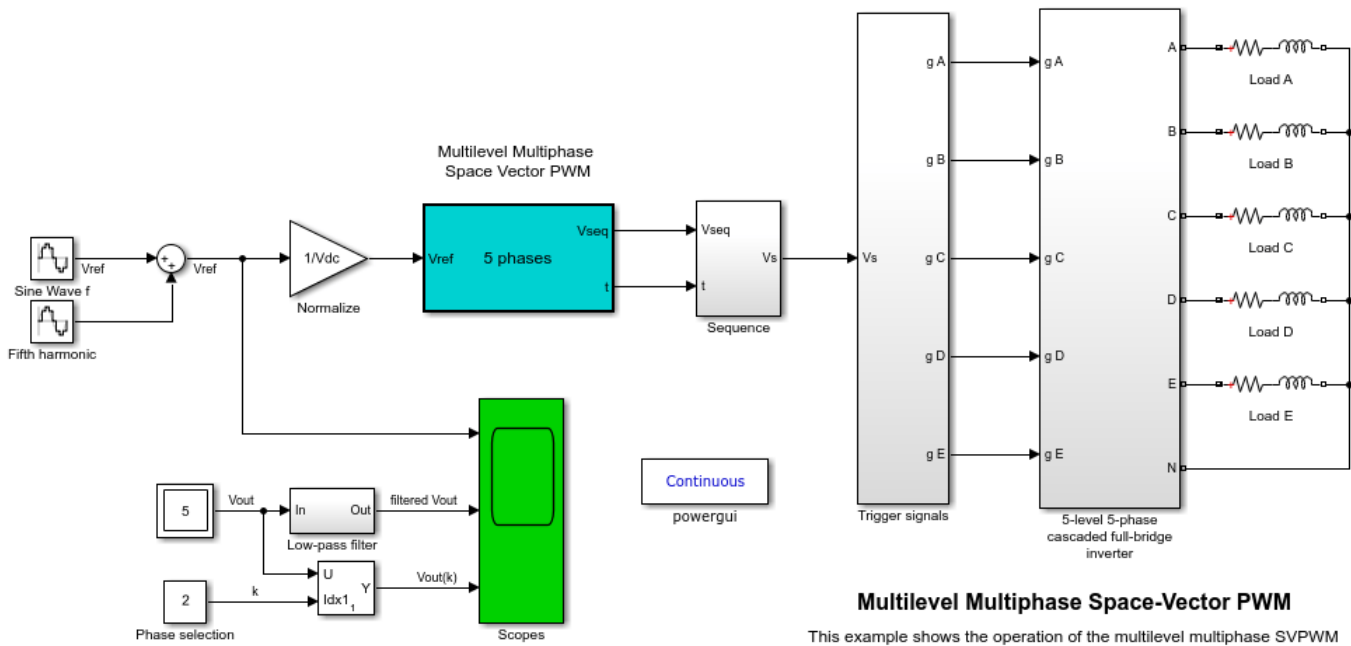 Multilevel Multiphase
Space Vector PWM
Sine Wave f
Vref
Fifth harmonic
+
+
Vref
1/Vdc
Normalize
Vref
5 phases
Vseq
t
Vseq
t
Vs
Sequence
Vs
g A
g B
g C
g D
g E
Trigger signals
g A
g B
g C
g D
g E
A
B
C
D
E
N
5-level 5-phase
cascaded full-bridge
inverter
+
Load A
+
Load B
+
Load C
+
Load D
+
Load E
5
Vout
In
Out
Low-pass filter
filtered Vout
2
Phase selection
k
U
Idx1
1
Y
Vout(k)
Scopes
Continuous
powergui
Multilevel Multiphase Space-Vector PWM
This example shows the operation of the multilevel multiphase SVPWM